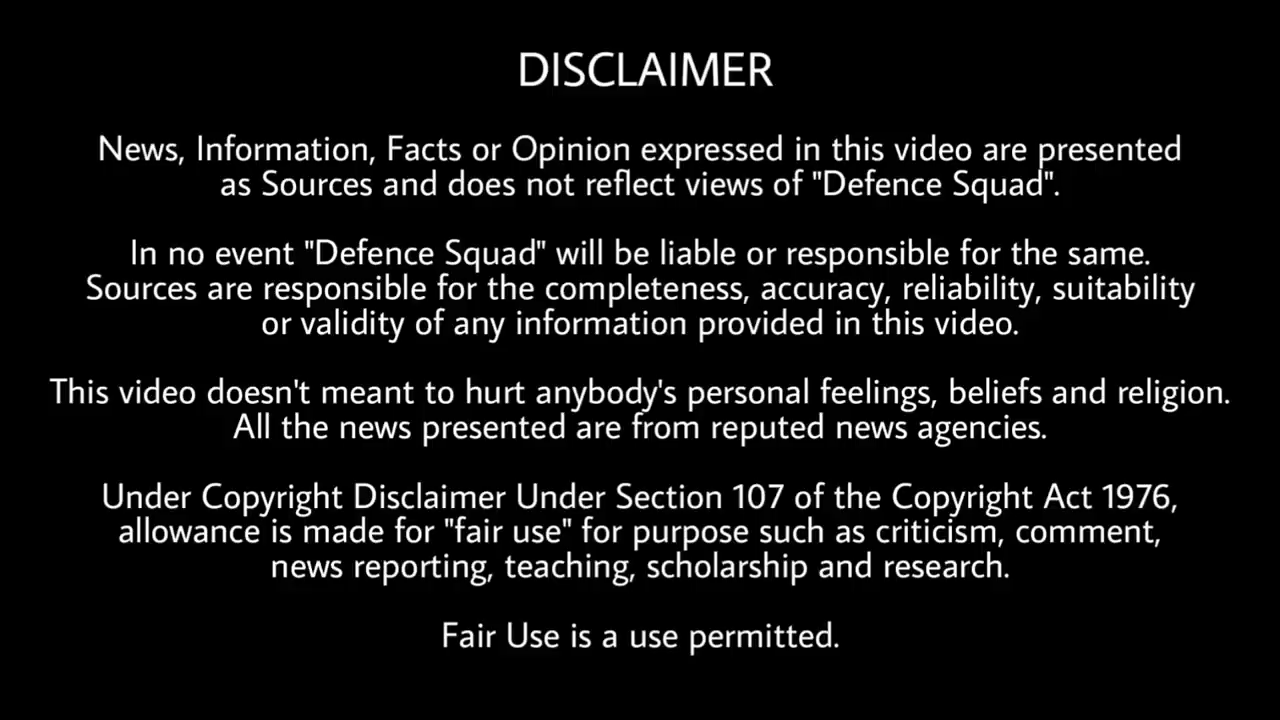 DISCLAIMER
News, Information, Facts or Opinion expressed in this video are presented
as Sources and does not reflect views of "Defence Squad".
In no event "Defence Squad" will be liable or responsible for the same.
Sources are responsible for the completeness, accuracy, reliability, suitability
or validity of any information provided in this video.
This video doesn't meant to hurt anybody's personal feelings, beliefs and religion.
All the news presented are from reputed news agencies.
Under Copyright Disclaimer Under Section 107 of the Copyright Act 1976,
allowance is made for "fair use" for purpose such as criticism, comment,
news reporting, teaching, scholarship and research.
Fair Use is a use permitted.